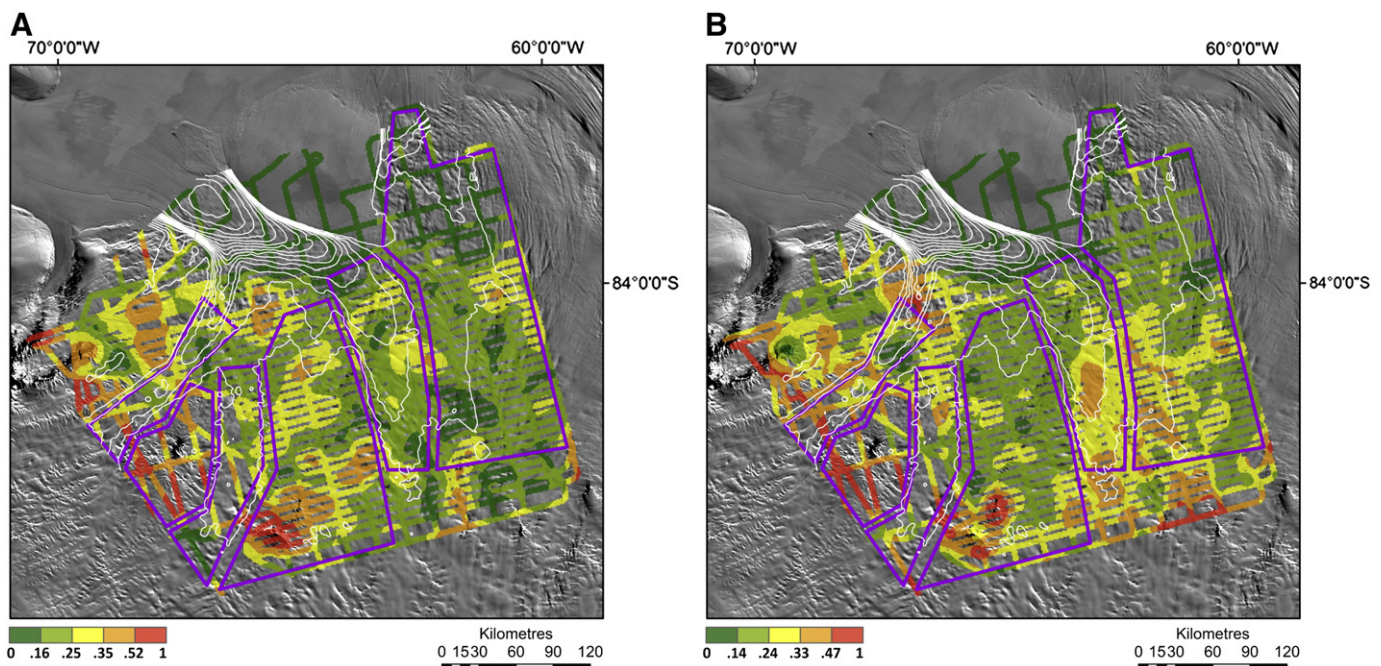 A
B
70°0'0"W
60°0'0"W
70°0'0"W
60°0'0"W
84°0'0"S
84°0'0"S
0 .16 .25 .35 .52 1
Kilometres
0 15 30 60 90 120
0 .14 .24 .33 .47 1
Kilometres
0 15 30 60 90 120